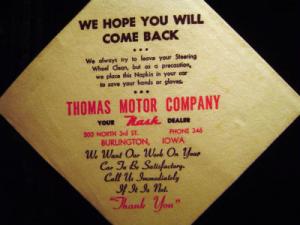 WE HOPE YOU WILL
COME BACK
***
We always try to leave your Steering
Wheel Clean, but as a precaution,
we place this Napkin in your car
to save your hands or gloves.
***
THOMAS MOTOR COMPANY
YOUR Nash DEALER
203 NORTH 3rd ST. PHONE 346
BURLINGTON, IOWA
We Want Our Work On Your
Car To Be Satisfactory.
Call Us Immediately
If It Is Not.
"Thank You"